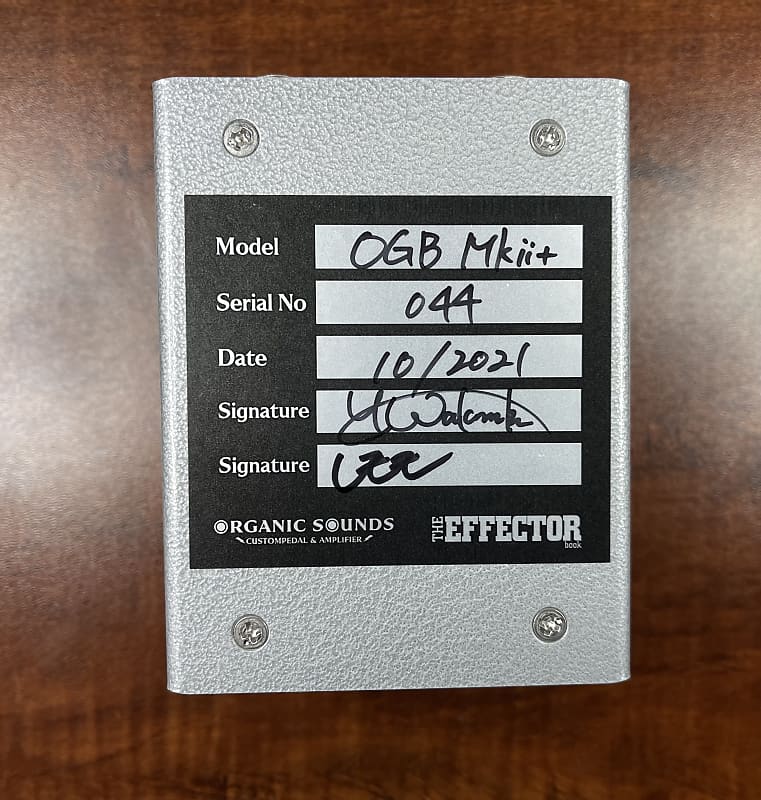 Model OGB Mkii+
Serial No 044
Date 10/2021
Signature
Signature
ORGANIC SOUNDS
CUSTOMPEDAL & AMPLIFIER
THE EFFECTOR
book